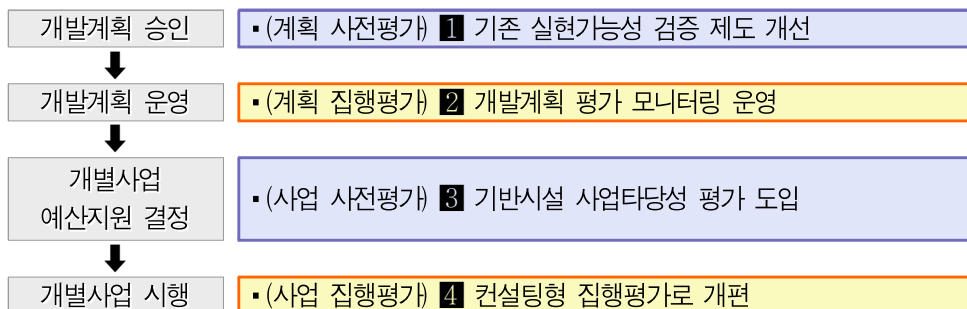 개발계획 승인
▪(계획 사전평가) 1 기존 실현가능성 검증 제도 개선
개발계획 운영
▪(계획 집행평가) 2 개발계획 평가 모니터링 운영
개별사업
예산지원 결정
▪(사업 사전평가) 3 기반시설 사업타당성 평가 도입
개별사업 시행
▪(사업 집행평가) 4 컨설팅형 집행평가로 개편